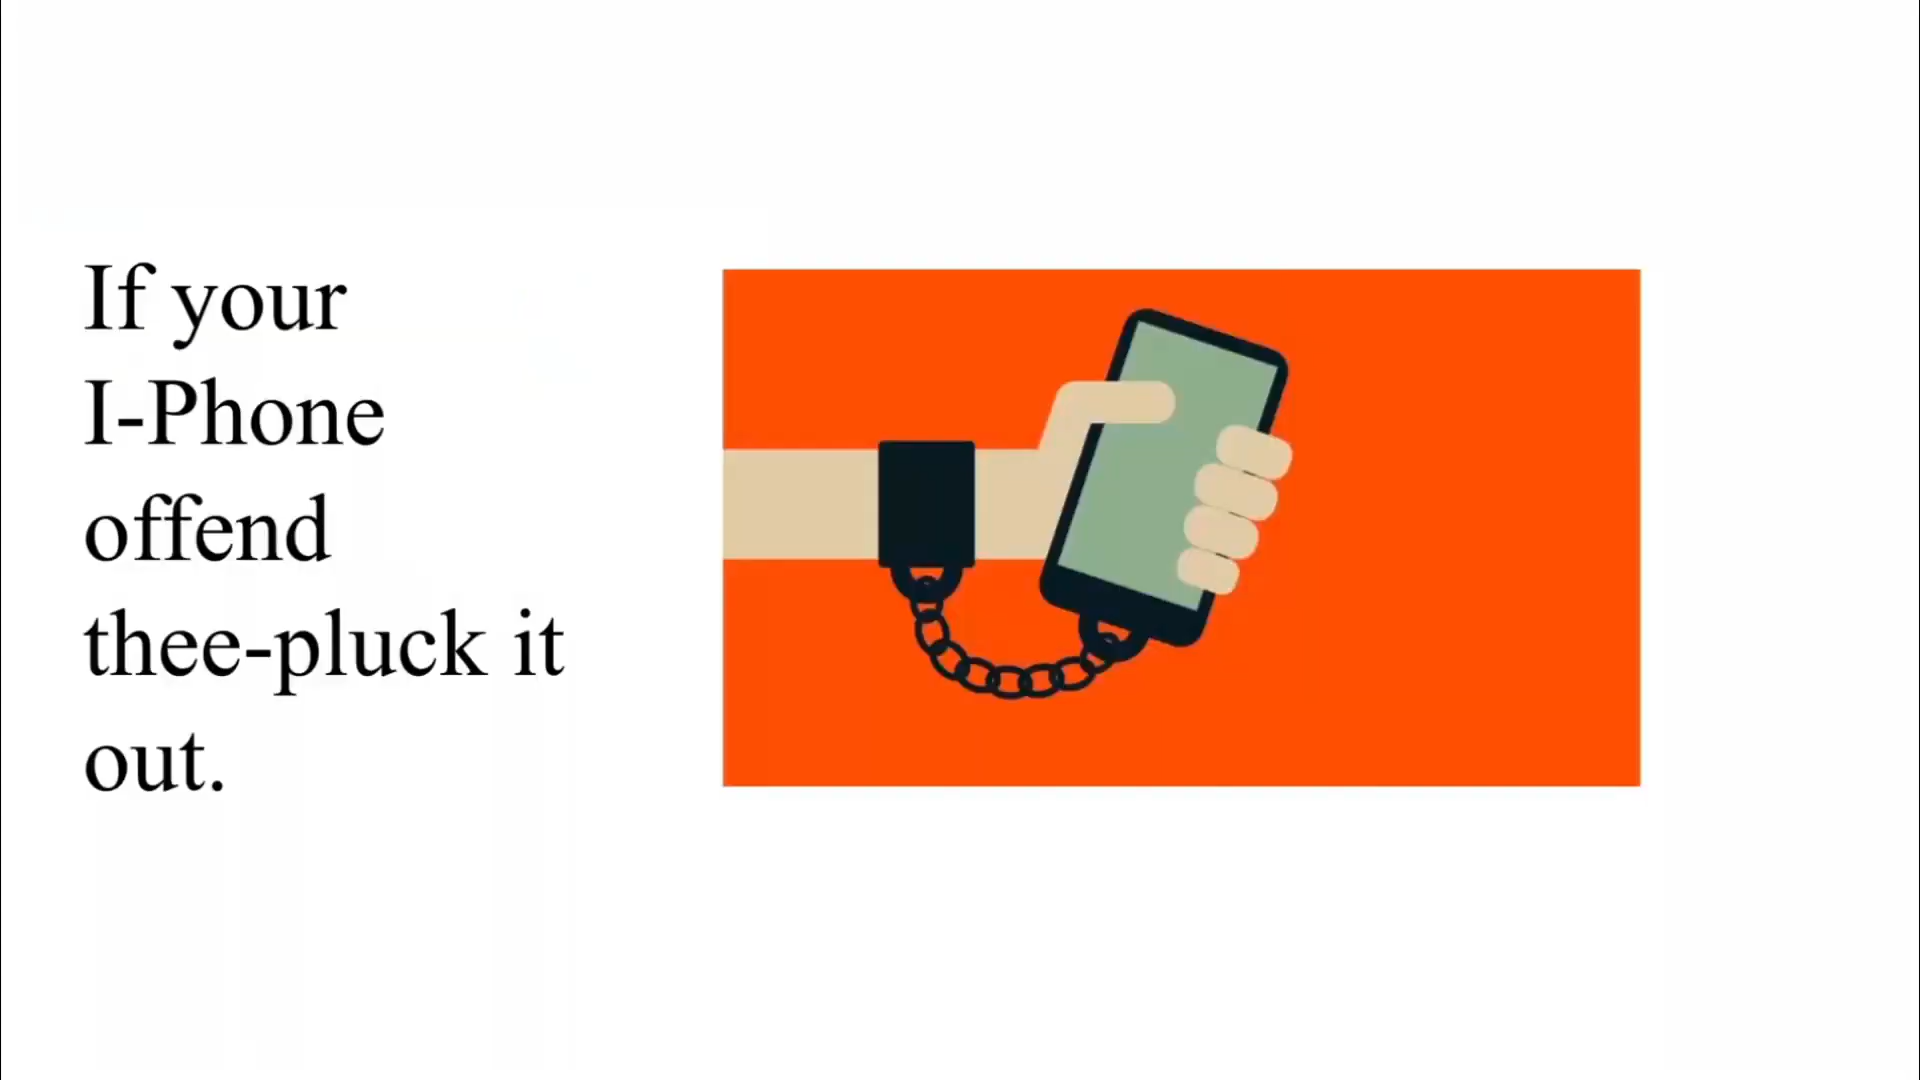 If your
I-Phone
offend
thee-pluck it
out.